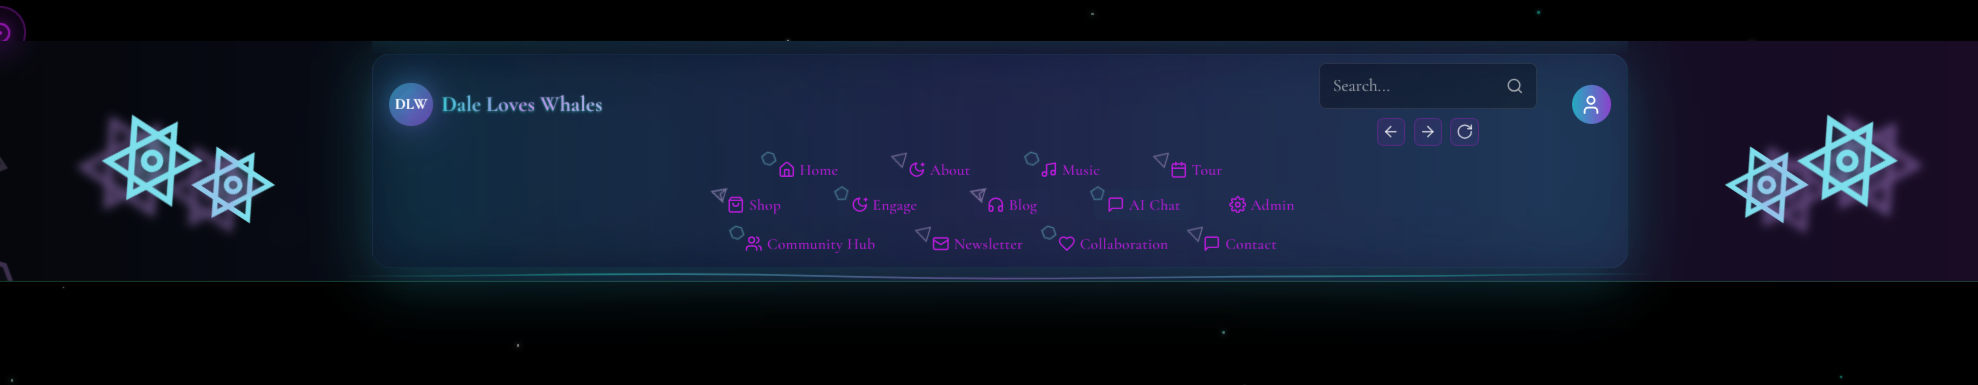 DLW Dale Loves Whales
Search...
Home About Music Tour
Shop Engage Blog AI Chat Admin
Community Hub Newsletter Collaboration Contact